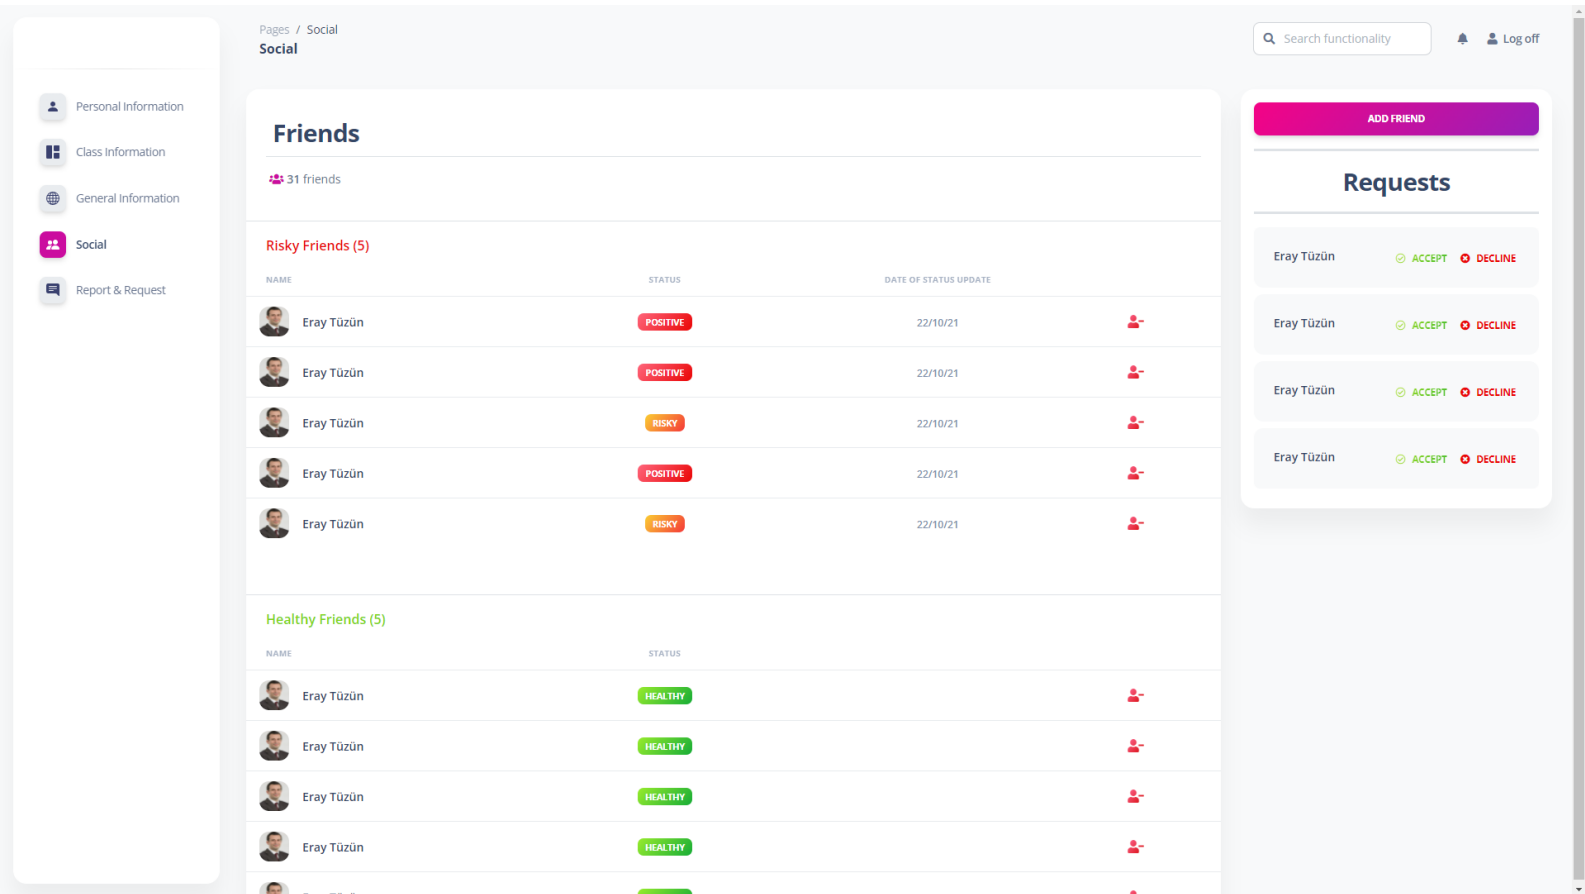 Pages / Social
Social
Search functionality
Log off
Personal Information
Class Information
General Information
Social
Report & Request
Friends
31 friends
Risky Friends (5)
NAME STATUS DATE OF STATUS UPDATE
Eray Tüzün POSITIVE 22/10/21
Eray Tüzün POSITIVE 22/10/21
Eray Tüzün RISKY 22/10/21
Eray Tüzün POSITIVE 22/10/21
Eray Tüzün RISKY 22/10/21
Healthy Friends (5)
NAME STATUS
Eray Tüzün HEALTHY
Eray Tüzün HEALTHY
Eray Tüzün HEALTHY
Eray Tüzün HEALTHY
ADD FRIEND
Requests
Eray Tüzün ACCEPT DECLINE
Eray Tüzün ACCEPT DECLINE
Eray Tüzün ACCEPT DECLINE
Eray Tüzün ACCEPT DECLINE